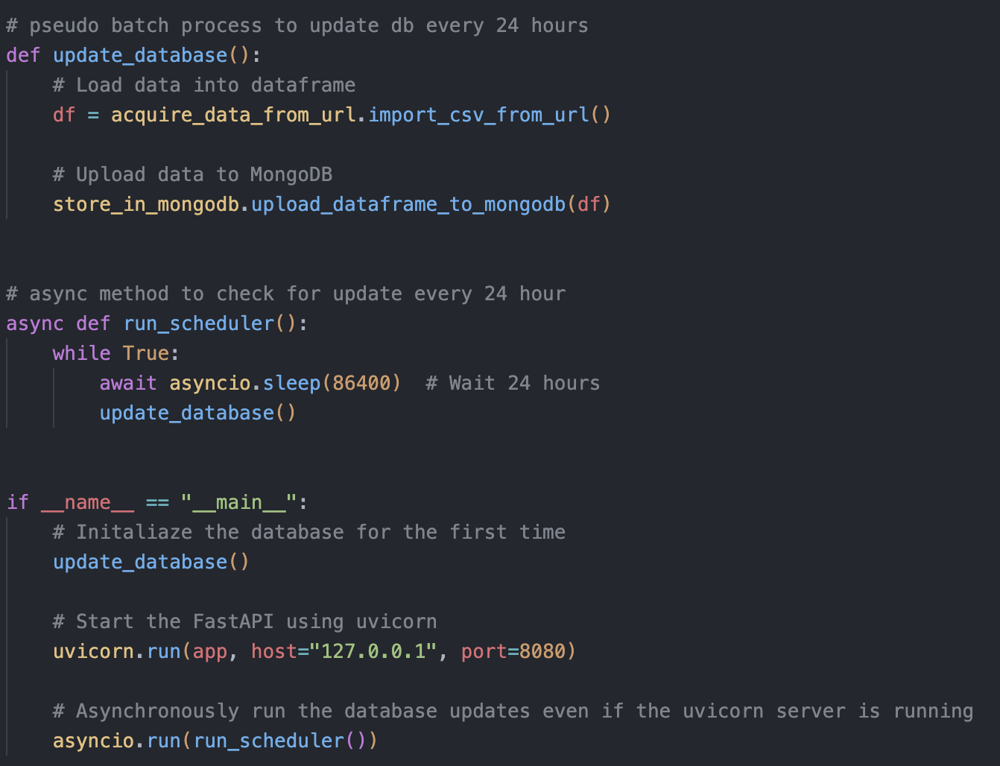 # pseudo batch process to update db every 24 hours
def update_database():
    # Load data into dataframe
    df = acquire_data_from_url.import_csv_from_url()

    # Upload data to MongoDB
    store_in_mongodb.upload_dataframe_to_mongodb(df)


# async method to check for update every 24 hour
async def run_scheduler():
    while True:
        await asyncio.sleep(86400)  # Wait 24 hours
        update_database()


if __name__ == "__main__":
    # Initaliaze the database for the first time
    update_database()

    # Start the FastAPI using uvicorn
    uvicorn.run(app, host="127.0.0.1", port=8080)

    # Asynchronously run the database updates even if the uvicorn server is running
    asyncio.run(run_scheduler())